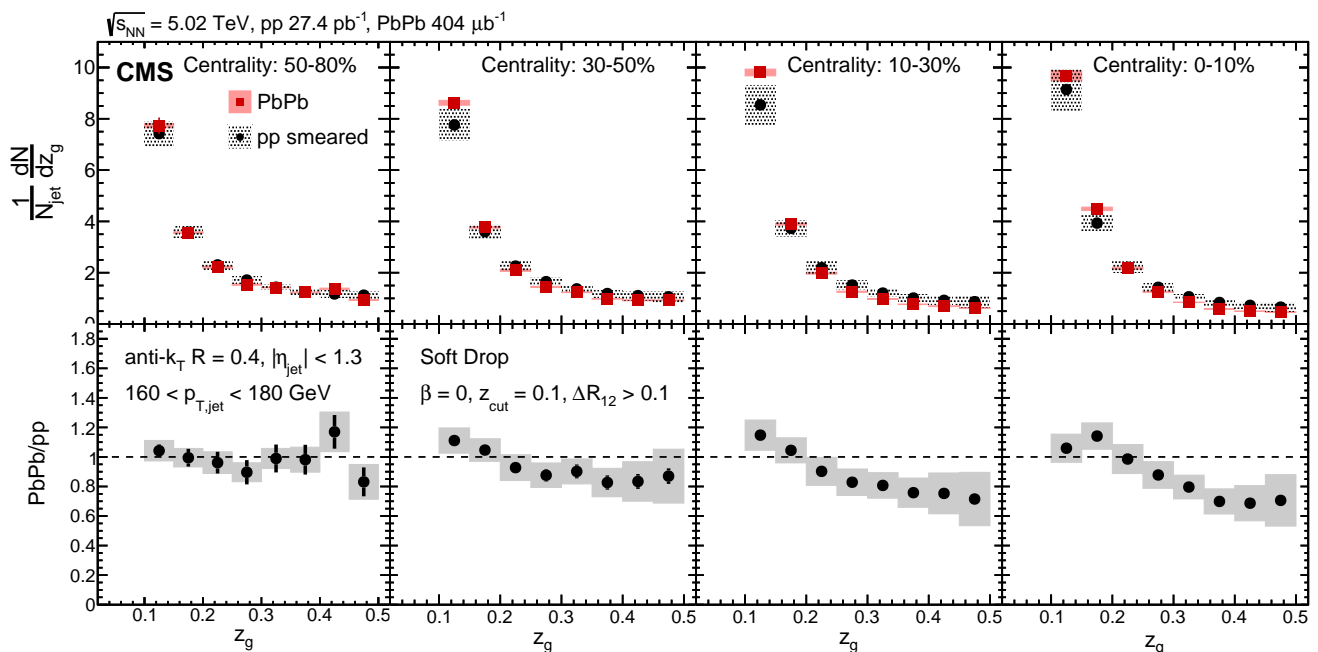 √s_NN = 5.02 TeV, pp 27.4 pb⁻¹, PbPb 404 μb⁻¹
CMS
Centrality: 50-80%
Centrality: 30-50%
Centrality: 10-30%
Centrality: 0-10%
PbPb
pp smeared
1/N_jet dN/dz_g
10
8
6
4
2
0
anti-k_T R = 0.4, |η_jet| < 1.3
160 < p_T,jet < 180 GeV
Soft Drop
β = 0, z_cut = 0.1, ΔR_12 > 0.1
PbPb/pp
1.8
1.6
1.4
1.2
1
0.8
0.6
0.4
0.2
0
0.1 0.2 0.3 0.4 0.5
0.1 0.2 0.3 0.4 0.5
0.1 0.2 0.3 0.4 0.5
0.1 0.2 0.3 0.4 0.5
z_g
z_g
z_g
z_g